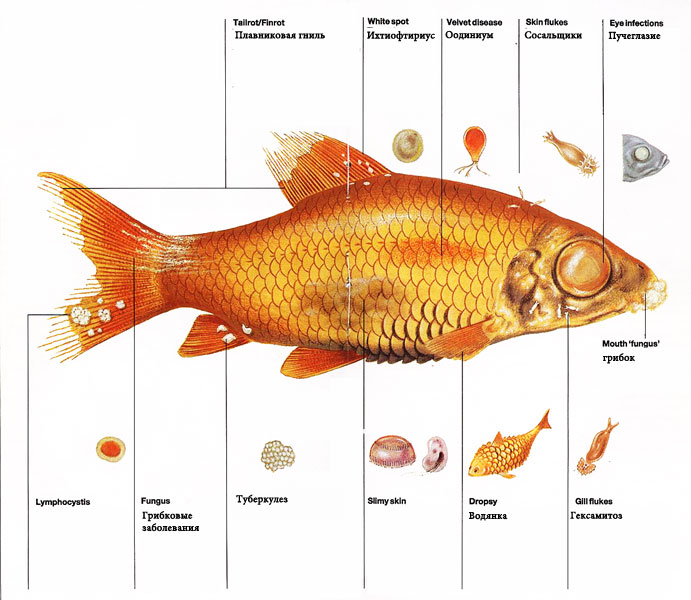 Tailrot/Finrot
Плавниковая гниль
White spot
Ихтиофтириус
Velvet disease
Оодиниум
Skin flukes
Сосальщики
Eye infections
Пучеглазие
Mouth 'fungus'
грибок
Lymphocystis
Fungus
Грибковые
заболевания
Туберкулез
Slimy skin
Dropsy
Водянка
Gill flukes
Гексамитоз